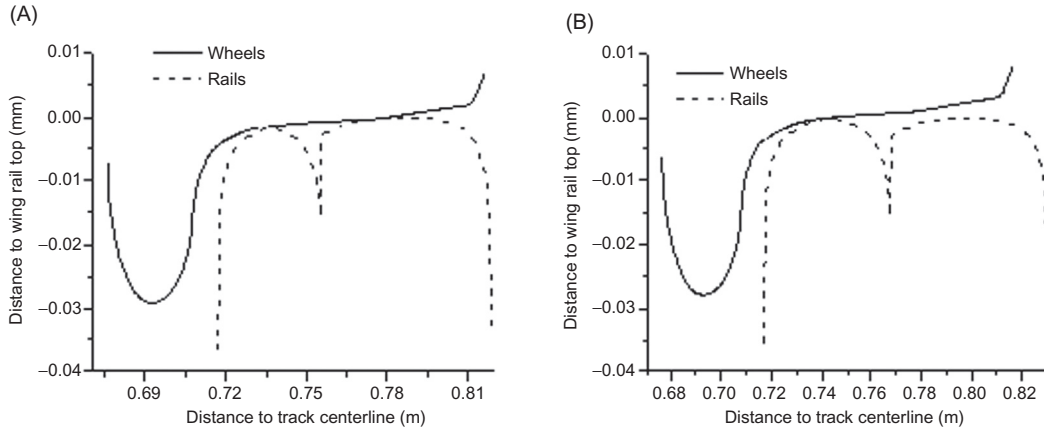 (A)
0.01
0.00
−0.01
−0.02
−0.03
−0.04
Distance to wing rail top (mm)
Wheels
Rails
0.69
0.72
0.75
0.78
0.81
Distance to track centerline (m)
(B)
0.01
0.00
−0.01
−0.02
−0.03
−0.04
Distance to wing rail top (mm)
Wheels
Rails
0.68
0.70
0.72
0.74
0.76
0.78
0.80
0.82
Distance to track centerline (m)